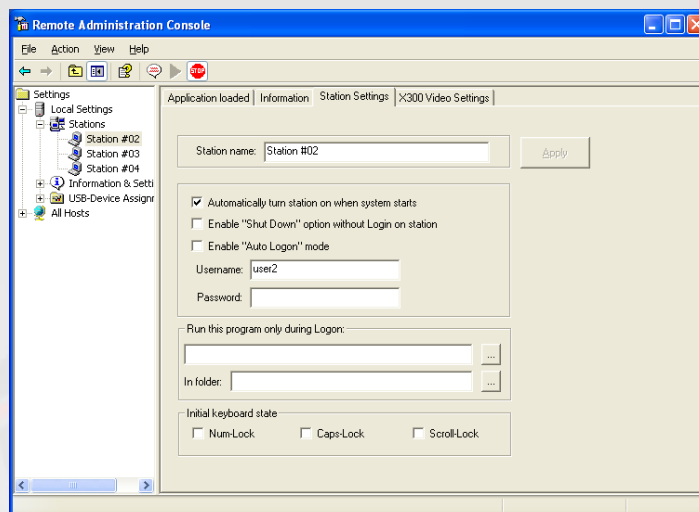 Remote Administration Console
File Action View Help
STOP
Settings
Local Settings
Stations
Station #02
Station #03
Station #04
Information & Setti
USB-Device Assignr
All Hosts
Application loaded Information Station Settings X300 Video Settings
Station name: Station #02
Apply
Automatically turn station on when system starts
Enable "Shut Down" option without Login on station
Enable "Auto Logon" mode
Username: user2
Password:
Run this program only during Logon:
...
In folder: ...
Initial keyboard state
Num-Lock Caps-Lock Scroll-Lock